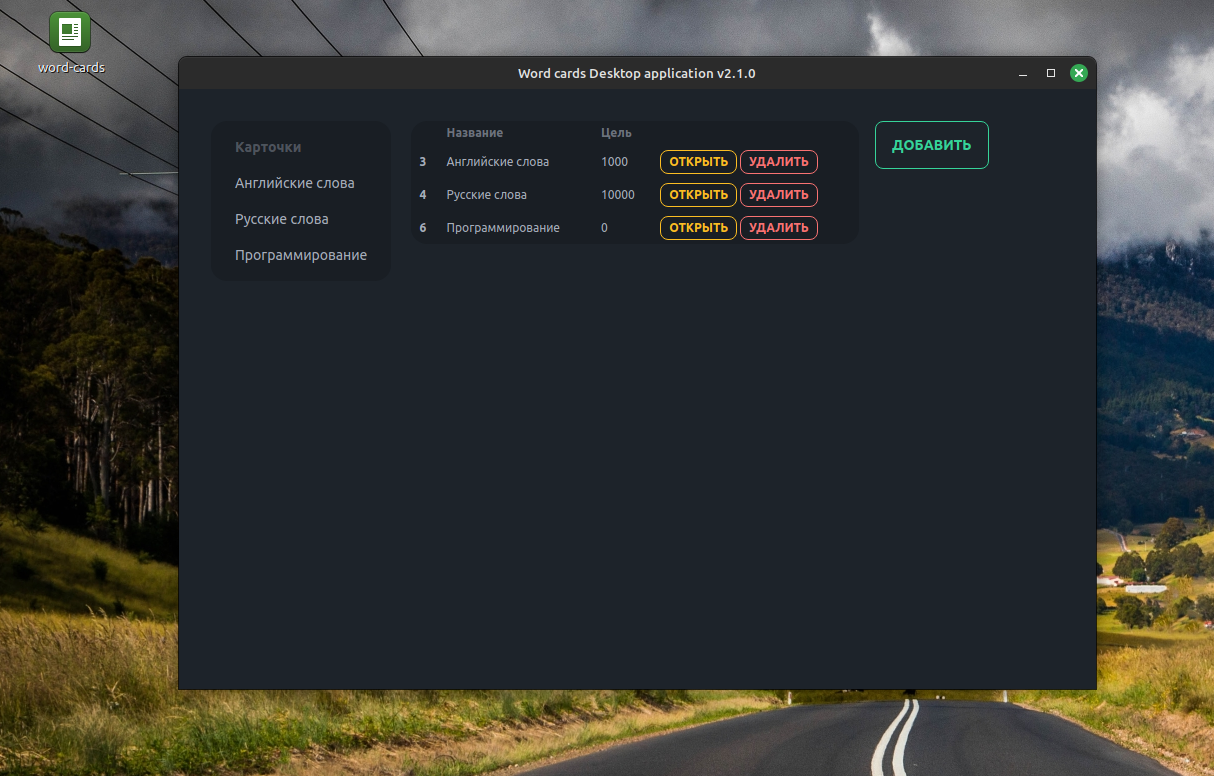 word-cards
Word cards Desktop application v2.1.0
Карточки
Английские слова
Русские слова
Программирование
Название Цель
3 Английские слова 1000 ОТКРЫТЬ УДАЛИТЬ
4 Русские слова 10000 ОТКРЫТЬ УДАЛИТЬ
6 Программирование 0 ОТКРЫТЬ УДАЛИТЬ
ДОБАВИТЬ